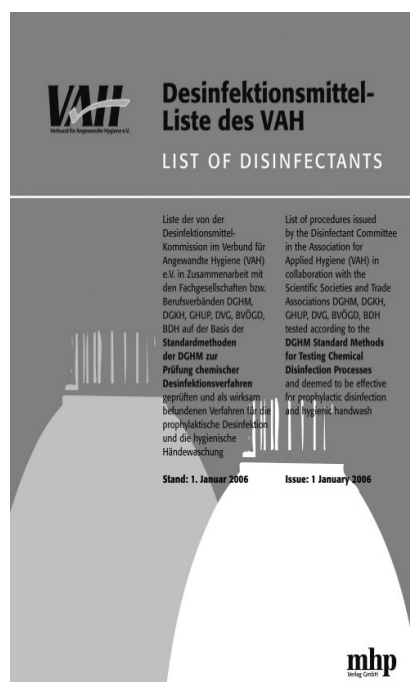 VAH
Verbund für Angewandte Hygiene e.V.
Desinfektionsmittel-
Liste des VAH
LIST OF DISINFECTANTS
Liste der von der
Desinfektionsmittel-
Kommission im Verbund für
Angewandte Hygiene (VAH)
e.V. in Zusammenarbeit mit
den Fachgesellschaften bzw.
Berufsverbänden DGHM,
DGKH, GHUP, DVG, BVÖGD,
BDH auf der Basis der
Standardmethoden
der DGHM zur
Prüfung chemischer
Desinfektionsverfahren
geprüften und als wirksam
befundenen Verfahren für die
prophylaktische Desinfektion
und die hygienische
Händewaschung
Stand: 1. Januar 2006
List of procedures issued
by the Disinfectant Committee
in the Association for
Applied Hygiene (VAH) in
collaboration with the
Scientific Societies and Trade
Associations DGHM, DGKH,
GHUP, DVG, BVÖGD, BDH
tested according to the
DGHM Standard Methods
for Testing Chemical
Disinfection Processes
and deemed to be effective
for prophylactic disinfection
and hygienic handwash
Issue: 1 January 2006
mhp
Verlag GmbH